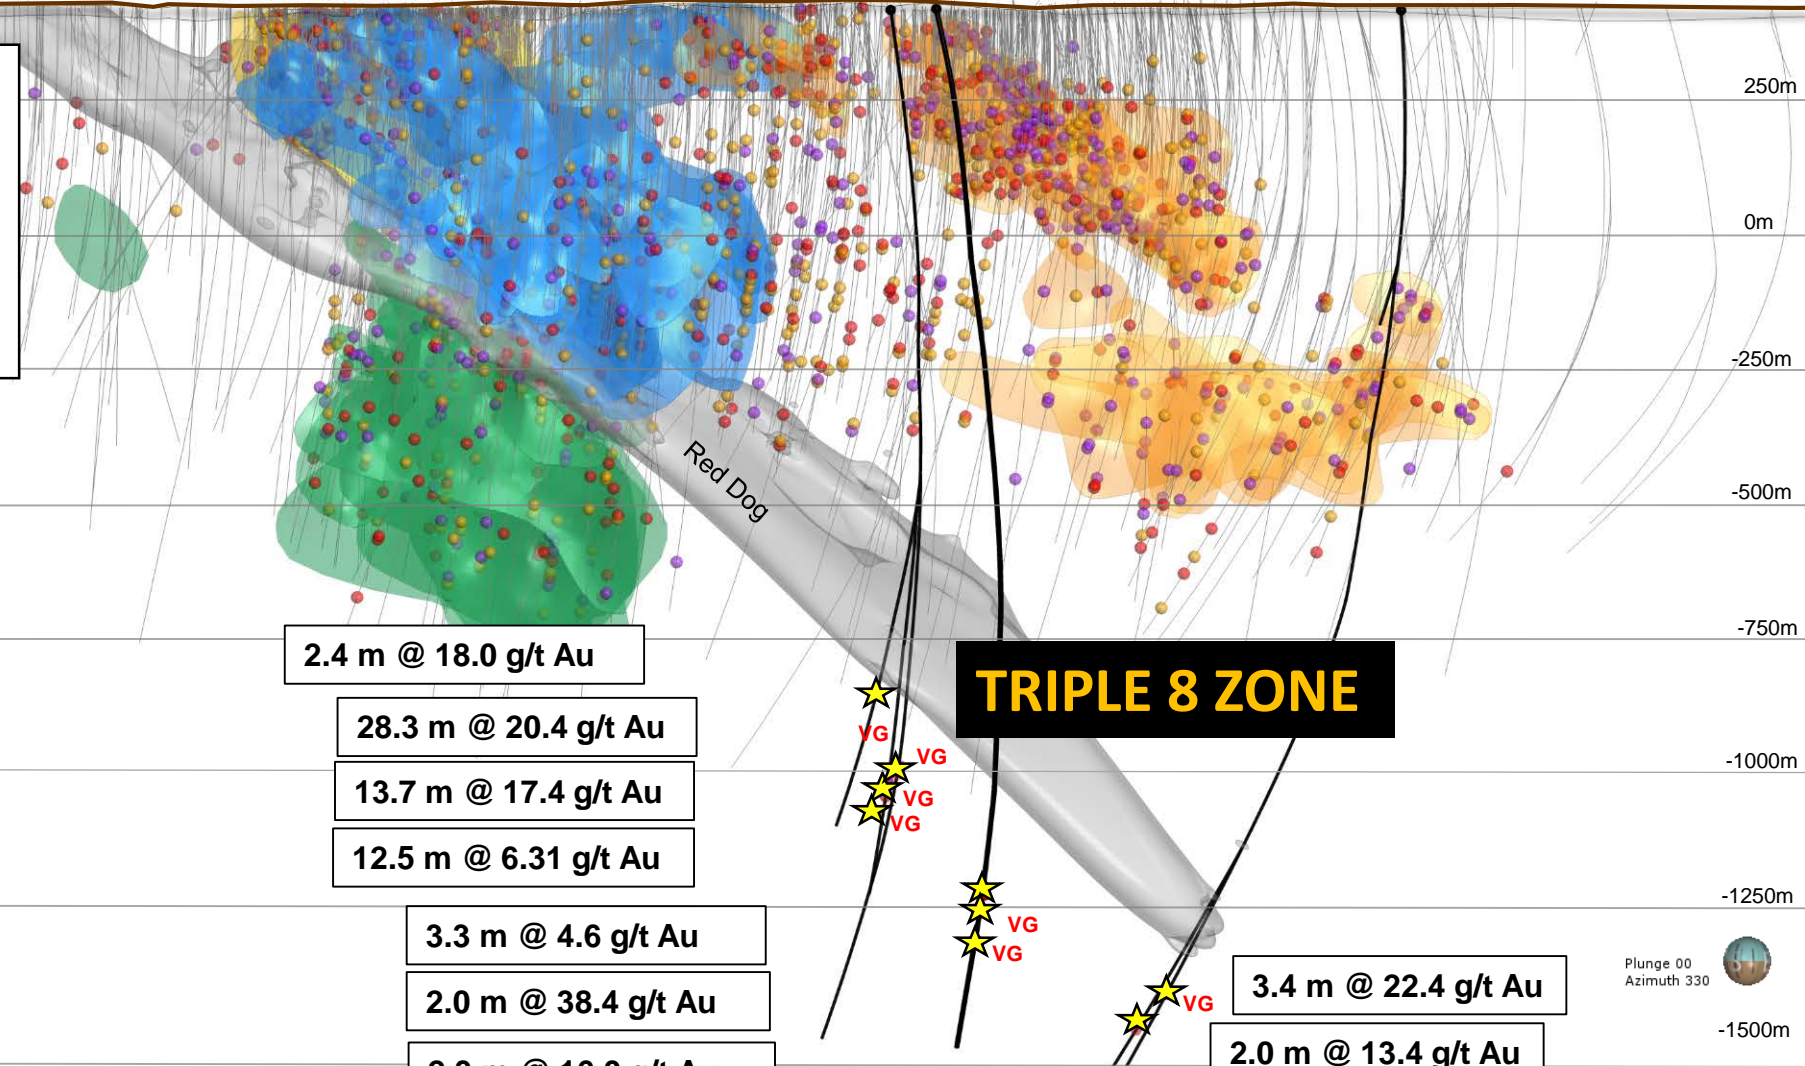 250m
0m
-250m
Red Dog
-500m
-750m
2.4 m @ 18.0 g/t Au
TRIPLE 8 ZONE
28.3 m @ 20.4 g/t Au
VG
VG
-1000m
13.7 m @ 17.4 g/t Au
VG
VG
12.5 m @ 6.31 g/t Au
-1250m
3.3 m @ 4.6 g/t Au
VG
VG
Plunge 00
Azimuth 330
3.4 m @ 22.4 g/t Au
2.0 m @ 38.4 g/t Au
VG
-1500m
2.0 m @ 13.4 g/t Au